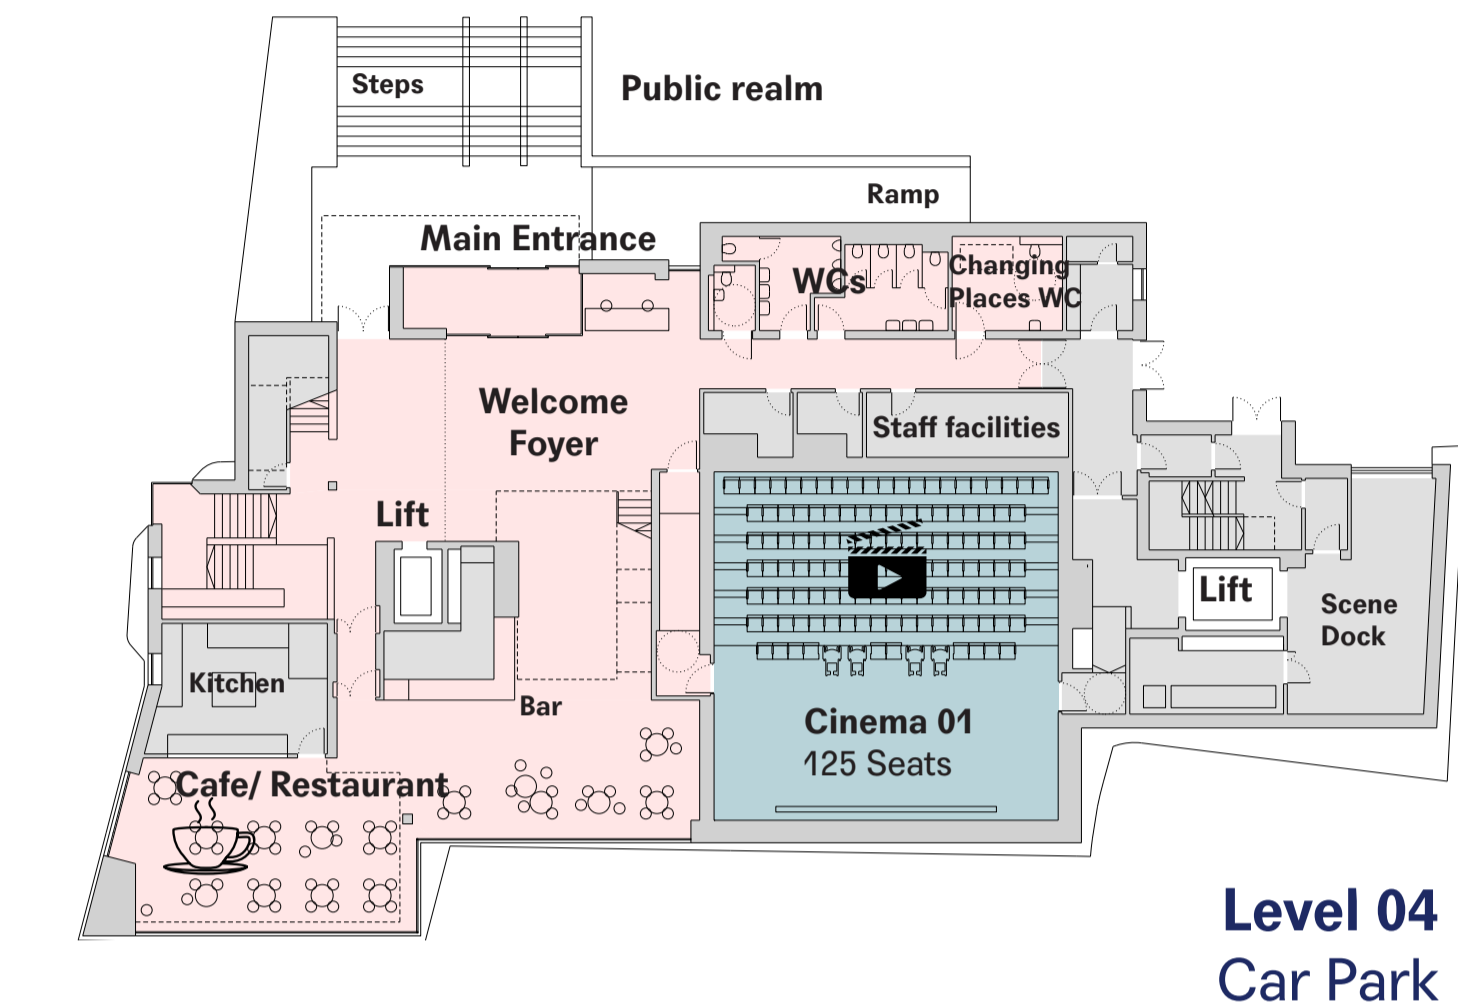 Steps
Public realm
Ramp
Main Entrance
WCs
Changing
Places WC
Welcome
Foyer
Staff facilities
Lift
Lift
Scene
Dock
Kitchen
Bar
Cinema 01
125 Seats
Cafe/ Restaurant
Level 04
Car Park